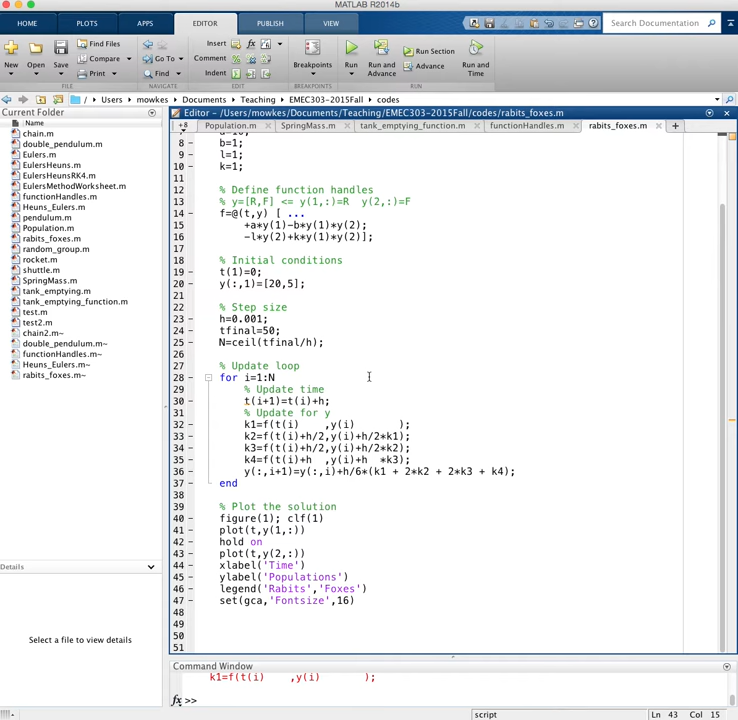 MATLAB R2014b
HOME PLOTS APPS EDITOR PUBLISH VIEW
Search Documentation
New Open Save
Find Files
Compare
Print
Go To
Find
Insert
Comment
Indent
Breakpoints
Run
Run and Advance
Run Section
Advance
Run and Time
FILE NAVIGATE EDIT BREAKPOINTS RUN
/ Users mowkes Documents Teaching EMEC303-2015Fall codes
Current Folder
Name
chain.m
double_pendulum.m
Eulers.m
EulersHeuns.m
EulersHeunsRK4.m
EulersMethodWorksheet.m
functionHandles.m
Heuns_Eulers.m
pendulum.m
Population.m
rabits_foxes.m
random_group.m
rocket.m
shuttle.m
SpringMass.m
tank_emptying.m
tank_emptying_function.m
test.m
test2.m
chain2.m~
double_pendulum.m~
functionHandles.m~
Heuns_Eulers.m~
rabits_foxes.m~
Details
Select a file to view details
Editor - /Users/mowkes/Documents/Teaching/EMEC303-2015Fall/codes/rabits_foxes.m
+8 Population.m SpringMass.m tank_emptying_function.m functionHandles.m rabits_foxes.m
8 b=1;
9 l=1;
10 k=1;
11
12 % Define function handles
13 % y=[R,F] <= y(1,:)=R  y(2,:)=F
14 f=@(t,y) [ ...
15 +a*y(1)-b*y(1)*y(2);
16 -l*y(2)+k*y(1)*y(2)];
17
18 % Initial conditions
19 t(1)=0;
20 y(:,1)=[20,5];
21
22 % Step size
23 h=0.001;
24 tfinal=50;
25 N=ceil(tfinal/h);
26
27 % Update loop
28 for i=1:N
29 % Update time
30 t(i+1)=t(i)+h;
31 % Update for y
32 k1=f(t(i)    ,y(i)       );
33 k2=f(t(i)+h/2,y(i)+h/2*k1);
34 k3=f(t(i)+h/2,y(i)+h/2*k2);
35 k4=f(t(i)+h  ,y(i)+h  *k3);
36 y(:,i+1)=y(:,i)+h/6*(k1 + 2*k2 + 2*k3 + k4);
37 end
38
39 % Plot the solution
40 figure(1); clf(1)
41 plot(t,y(1,:))
42 hold on
43 plot(t,y(2,:))
44 xlabel('Time')
45 ylabel('Populations')
46 legend('Rabits','Foxes')
47 set(gca,'Fontsize',16)
48
49
50
51
Command Window
k1=f(t(i)    ,y(i)       );
fx >>
script Ln 43 Col 15